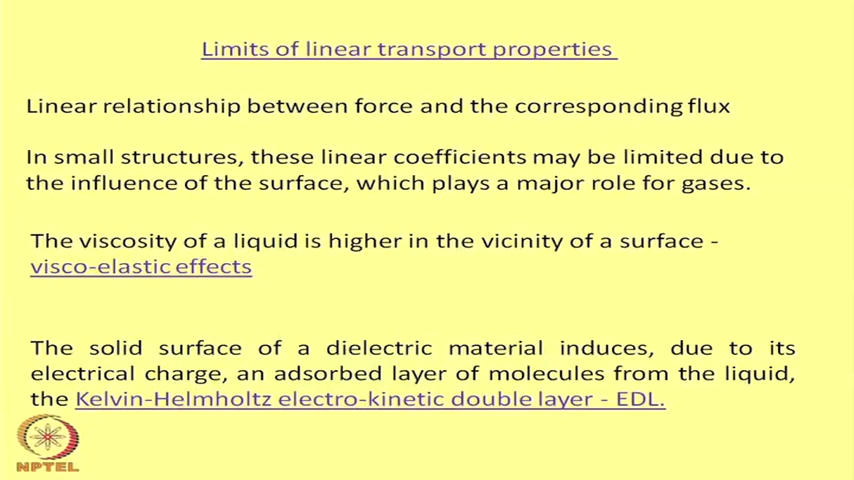 Limits of linear transport properties
Linear relationship between force and the corresponding flux
In small structures, these linear coefficients may be limited due to
the influence of the surface, which plays a major role for gases.
The viscosity of a liquid is higher in the vicinity of a surface -
visco-elastic effects
The solid surface of a dielectric material induces, due to its
electrical charge, an adsorbed layer of molecules from the liquid,
the Kelvin-Helmholtz electro-kinetic double layer - EDL.
NPTEL